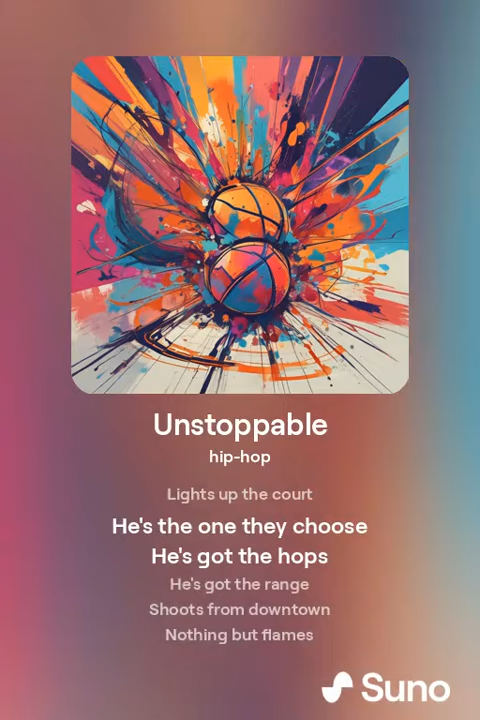 Unstoppable
hip-hop
Lights up the court
He's the one they choose
He's got the hops
He's got the range
Shoots from downtown
Nothing but flames
Suno